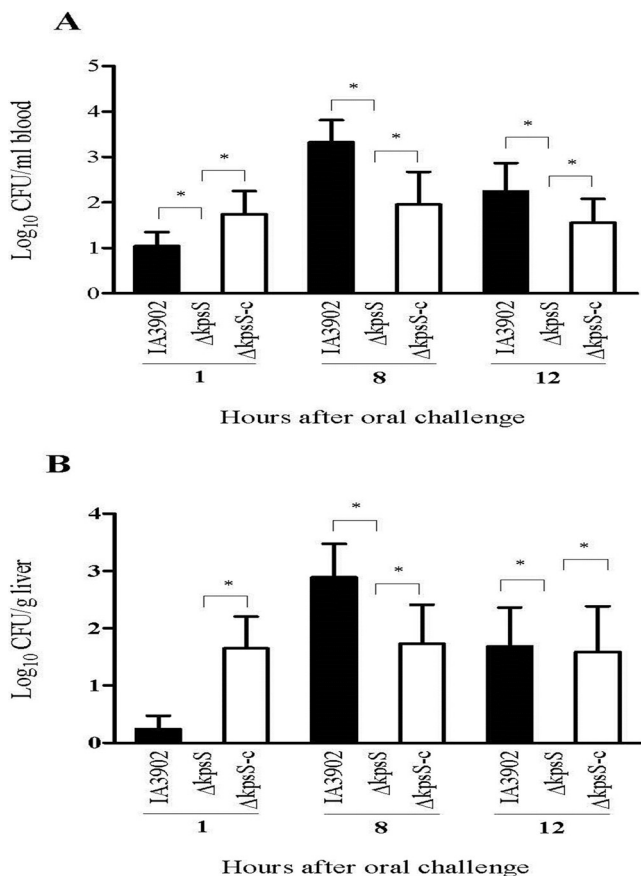 A
Log10 CFU/ml blood
5
4
3
2
1
0
* * * * * *
IA3902 ΔkpsS ΔkpsS-c IA3902 ΔkpsS ΔkpsS-c IA3902 ΔkpsS ΔkpsS-c
1 8 12
Hours after oral challenge
B
Log10 CFU/g liver
4
3
2
1
0
* * * * *
IA3902 ΔkpsS ΔkpsS-c IA3902 ΔkpsS ΔkpsS-c IA3902 ΔkpsS ΔkpsS-c
1 8 12
Hours after oral challenge